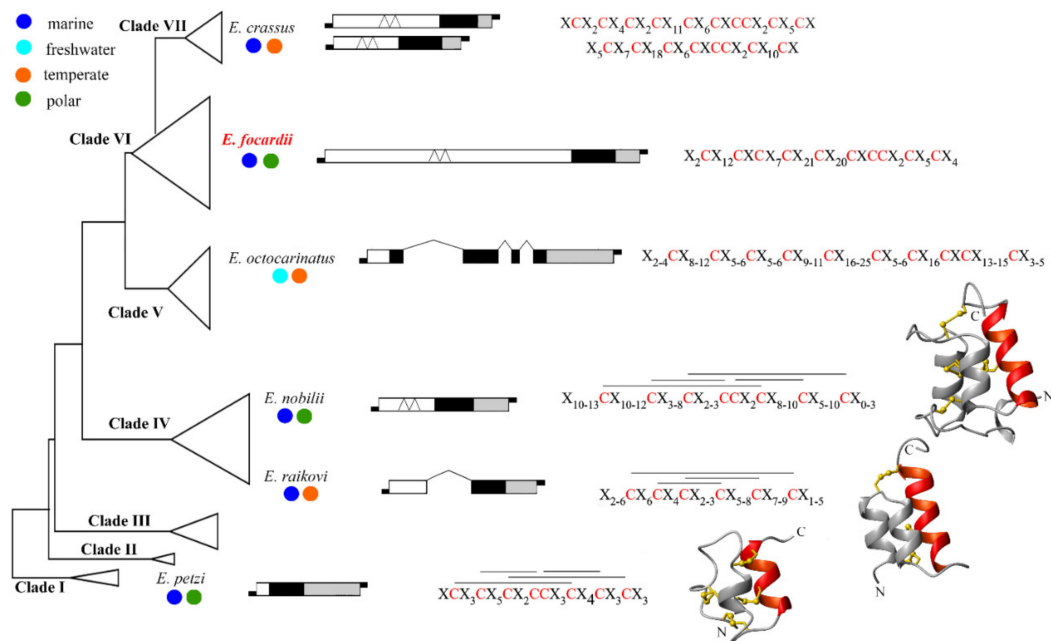 marine
freshwater
temperate
polar
Clade VII
E. crassus
XCX2CX4CX2CX11CX6CXCCX2CX5CX
X5CX7CX18CX6CXCCX2CX10CX
Clade VI
E. focardii
X2CX12CXCX7CX21CX20CXCCX2CX5CX4
E. octocarinatus
X2-4CX8-12CX5-6CX5-6CX9-11CX16-25CX5-6CX16CXCX13-15CX3-5
Clade V
C
E. nobilii
X10-13CX10-12CX3-8CX2-3CCX2CX8-10CX5-10CX0-3
N
Clade IV
C
E. raikovi
X2-6CX6CX4CX2-3CX5-8CX7-9CX1-5
Clade III
C
Clade II
Clade I
E. petzi
XCX3CX5CX2CCX3CX4CX3CX3
N
N